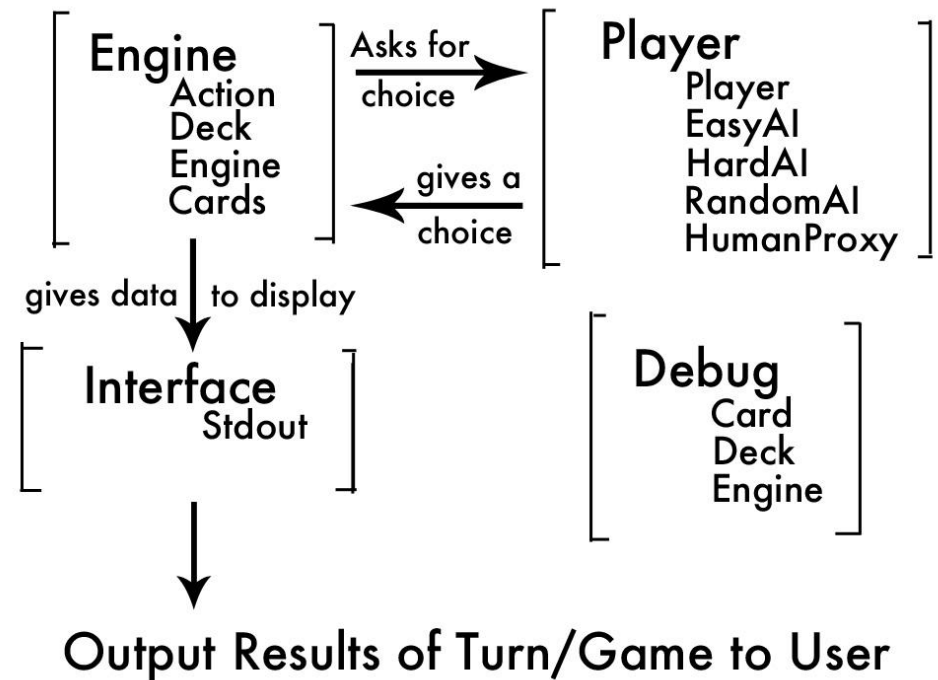 Engine
Action
Deck
Engine
Cards
Asks for
choice
gives a
choice
Player
Player
EasyAI
HardAI
RandomAI
HumanProxy
gives data to display
Interface
Stdout
Debug
Card
Deck
Engine
Output Results of Turn/Game to User